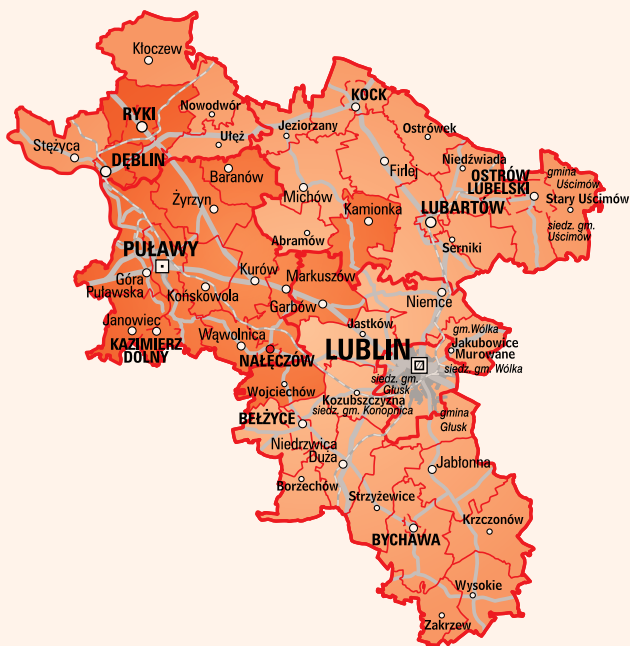 Kłoczew
RYKI
Nowodwór
KOCK
Stężyca
Ułęż
Jeziorzany
Ostrówek
DĘBLIN
Baranów
Firlej
Niedźwiada
OSTRÓW
LUBELSKI
gmina
Uścimów
Żyrzyn
Michów
Kamionka
LUBARTÓW
Stary Uścimów
siedz. gm.
Uścimów
Abramów
Serniki
PUŁAWY
Góra
Puławska
Końskowola
Kurów
Markuszów
Garbów
Niemce
Janowiec
KAZIMIERZ
DOLNY
Wąwolnica
Jastków
gm.Wólka
Jakubowice
Murowane
siedz. gm. Wólka
NAŁĘCZÓW
LUBLIN
siedz. gm.
Głusk
Wojciechów
Kozubszczyzna
siedz. gm. Konopnica
gmina
Głusk
BEŁŻYCE
Niedrzwica
Duża
Jabłonna
Borzechów
Strzyżewice
Krzczonów
BYCHAWA
Wysokie
Zakrzew